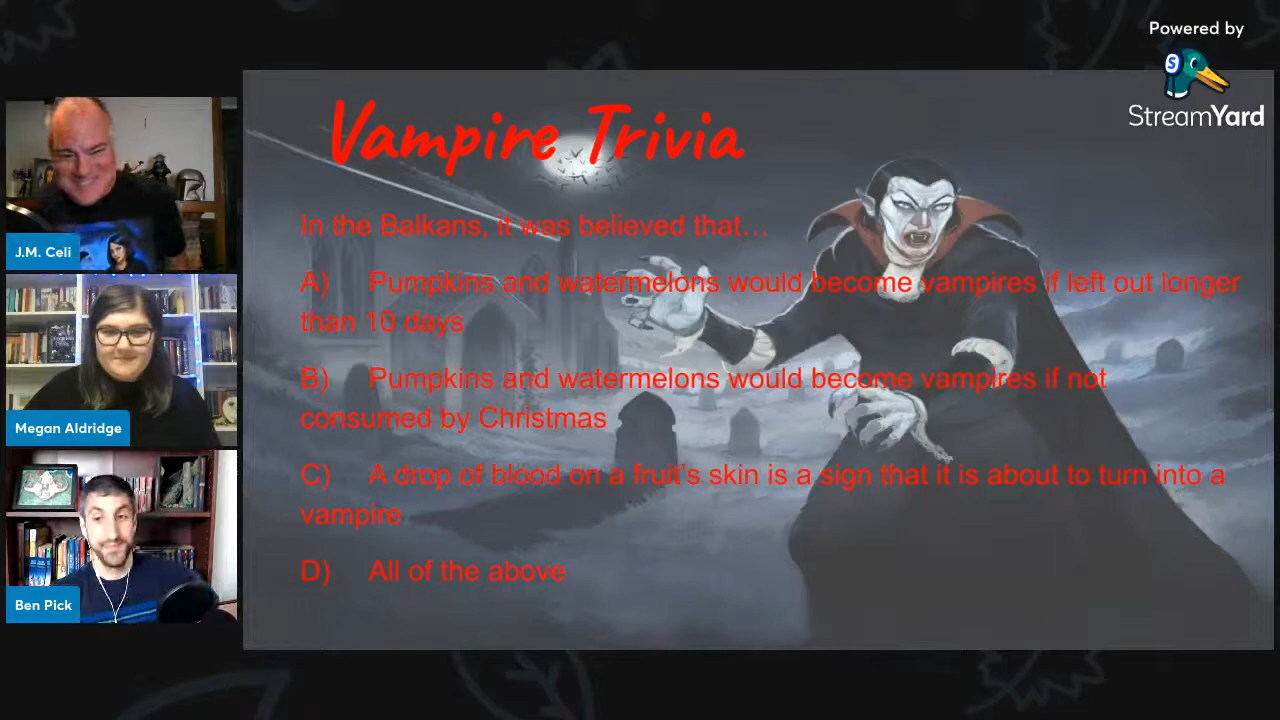 Powered by
S
StreamYard
Vampire Trivia
In the Balkans, it was believed that…
A) Pumpkins and watermelons would become vampires if left out longer
than 10 days
B) Pumpkins and watermelons would become vampires if not
consumed by Christmas
C) A drop of blood on a fruit's skin is a sign that it is about to turn into a
vampire
D) All of the above
J.M. Celi
Megan Aldridge
Ben Pick